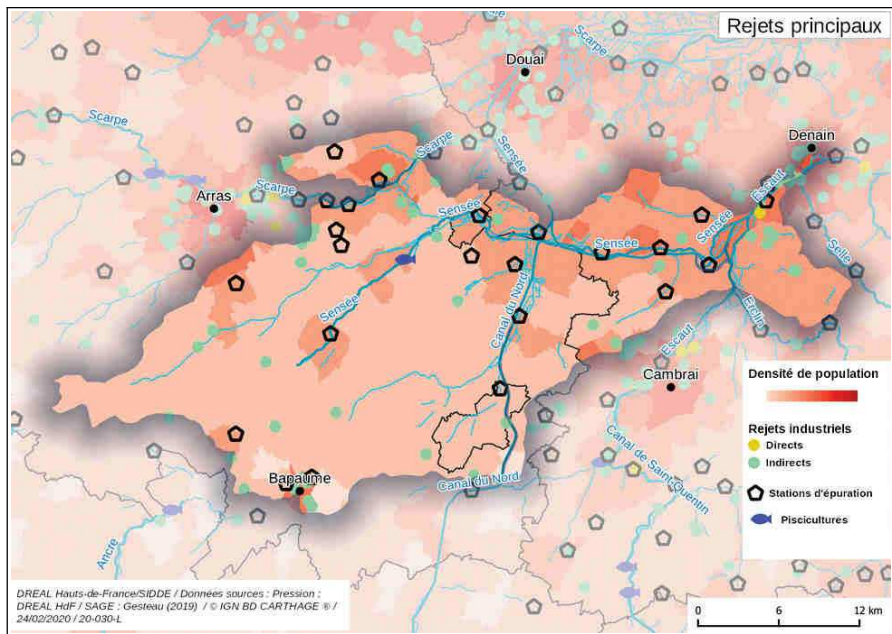 Rejets principaux
Douai
Scarpe
Scarpe
Sensée
Denain
Scarpe
Escaut
Arras
Scarpe
Sensée
Sensée
Sensée
Selle
Sensée
Canal du Nord
Erclin
Escaut
Cambrai
Canal de Saint-Quentin
Bapaume
Canal du Nord
Ancre
Densité de population
Rejets industriels
Directs
Indirects
Stations d'épuration
Piscicultures
DREAL Hauts-de-France/SIDDE / Données sources : Pression :
DREAL HdF / SAGE : Gesteau (2019) / © IGN BD CARTHAGE ® /
24/02/2020 / 20-030-L
0 6 12 km